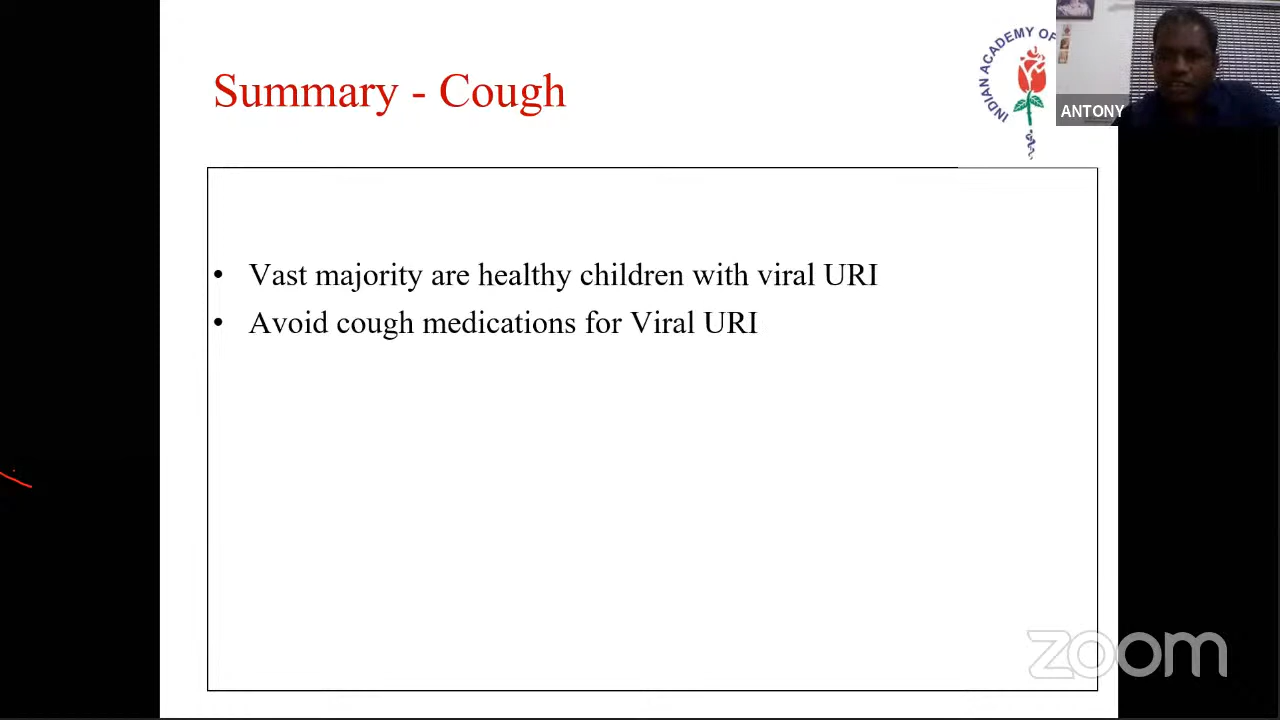 Summary - Cough
INDIAN ACADEMY OF
ANTONY
• Vast majority are healthy children with viral URI
• Avoid cough medications for Viral URI
zoom